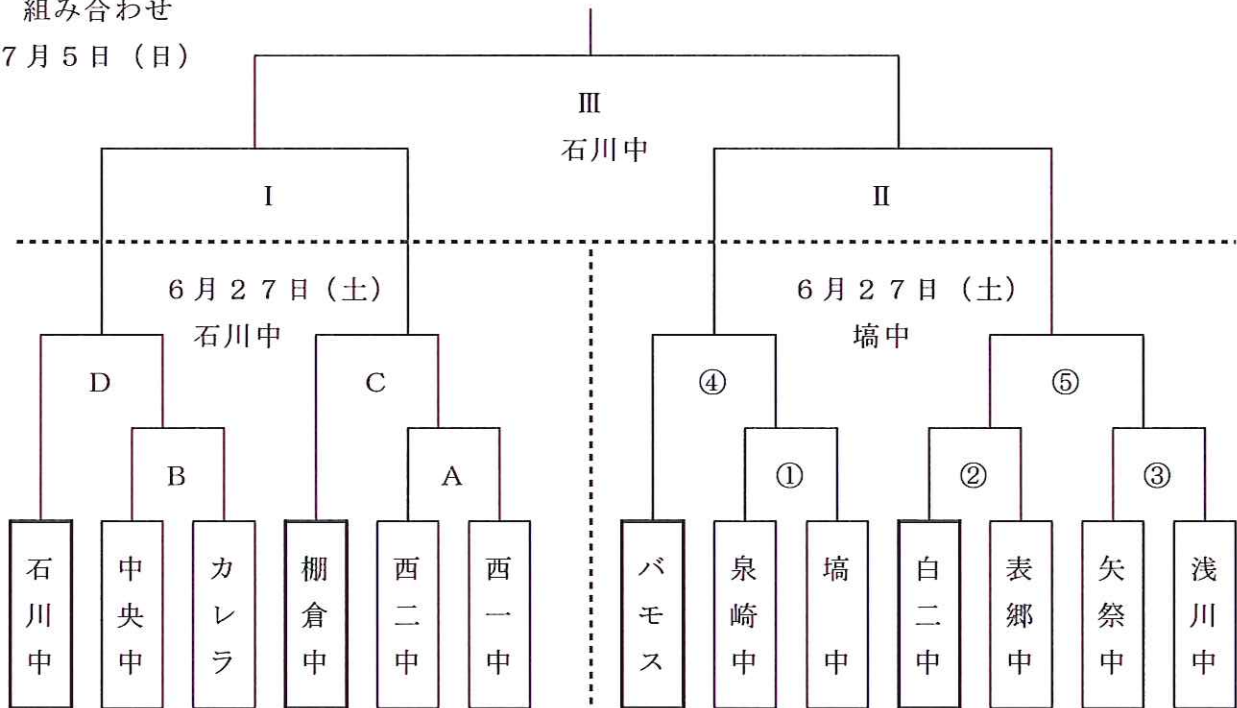 組み合わせ
7月5日（日）
Ⅲ
石川中
Ⅰ
Ⅱ
6月27日（土）
石川中
6月27日（土）
塙中
D
C
④
⑤
B
A
①
②
③
石川中
中央中
カレラ
棚倉中
西二中
西一中
バモス
泉崎中
塙中
白二中
表郷中
矢祭中
浅川中